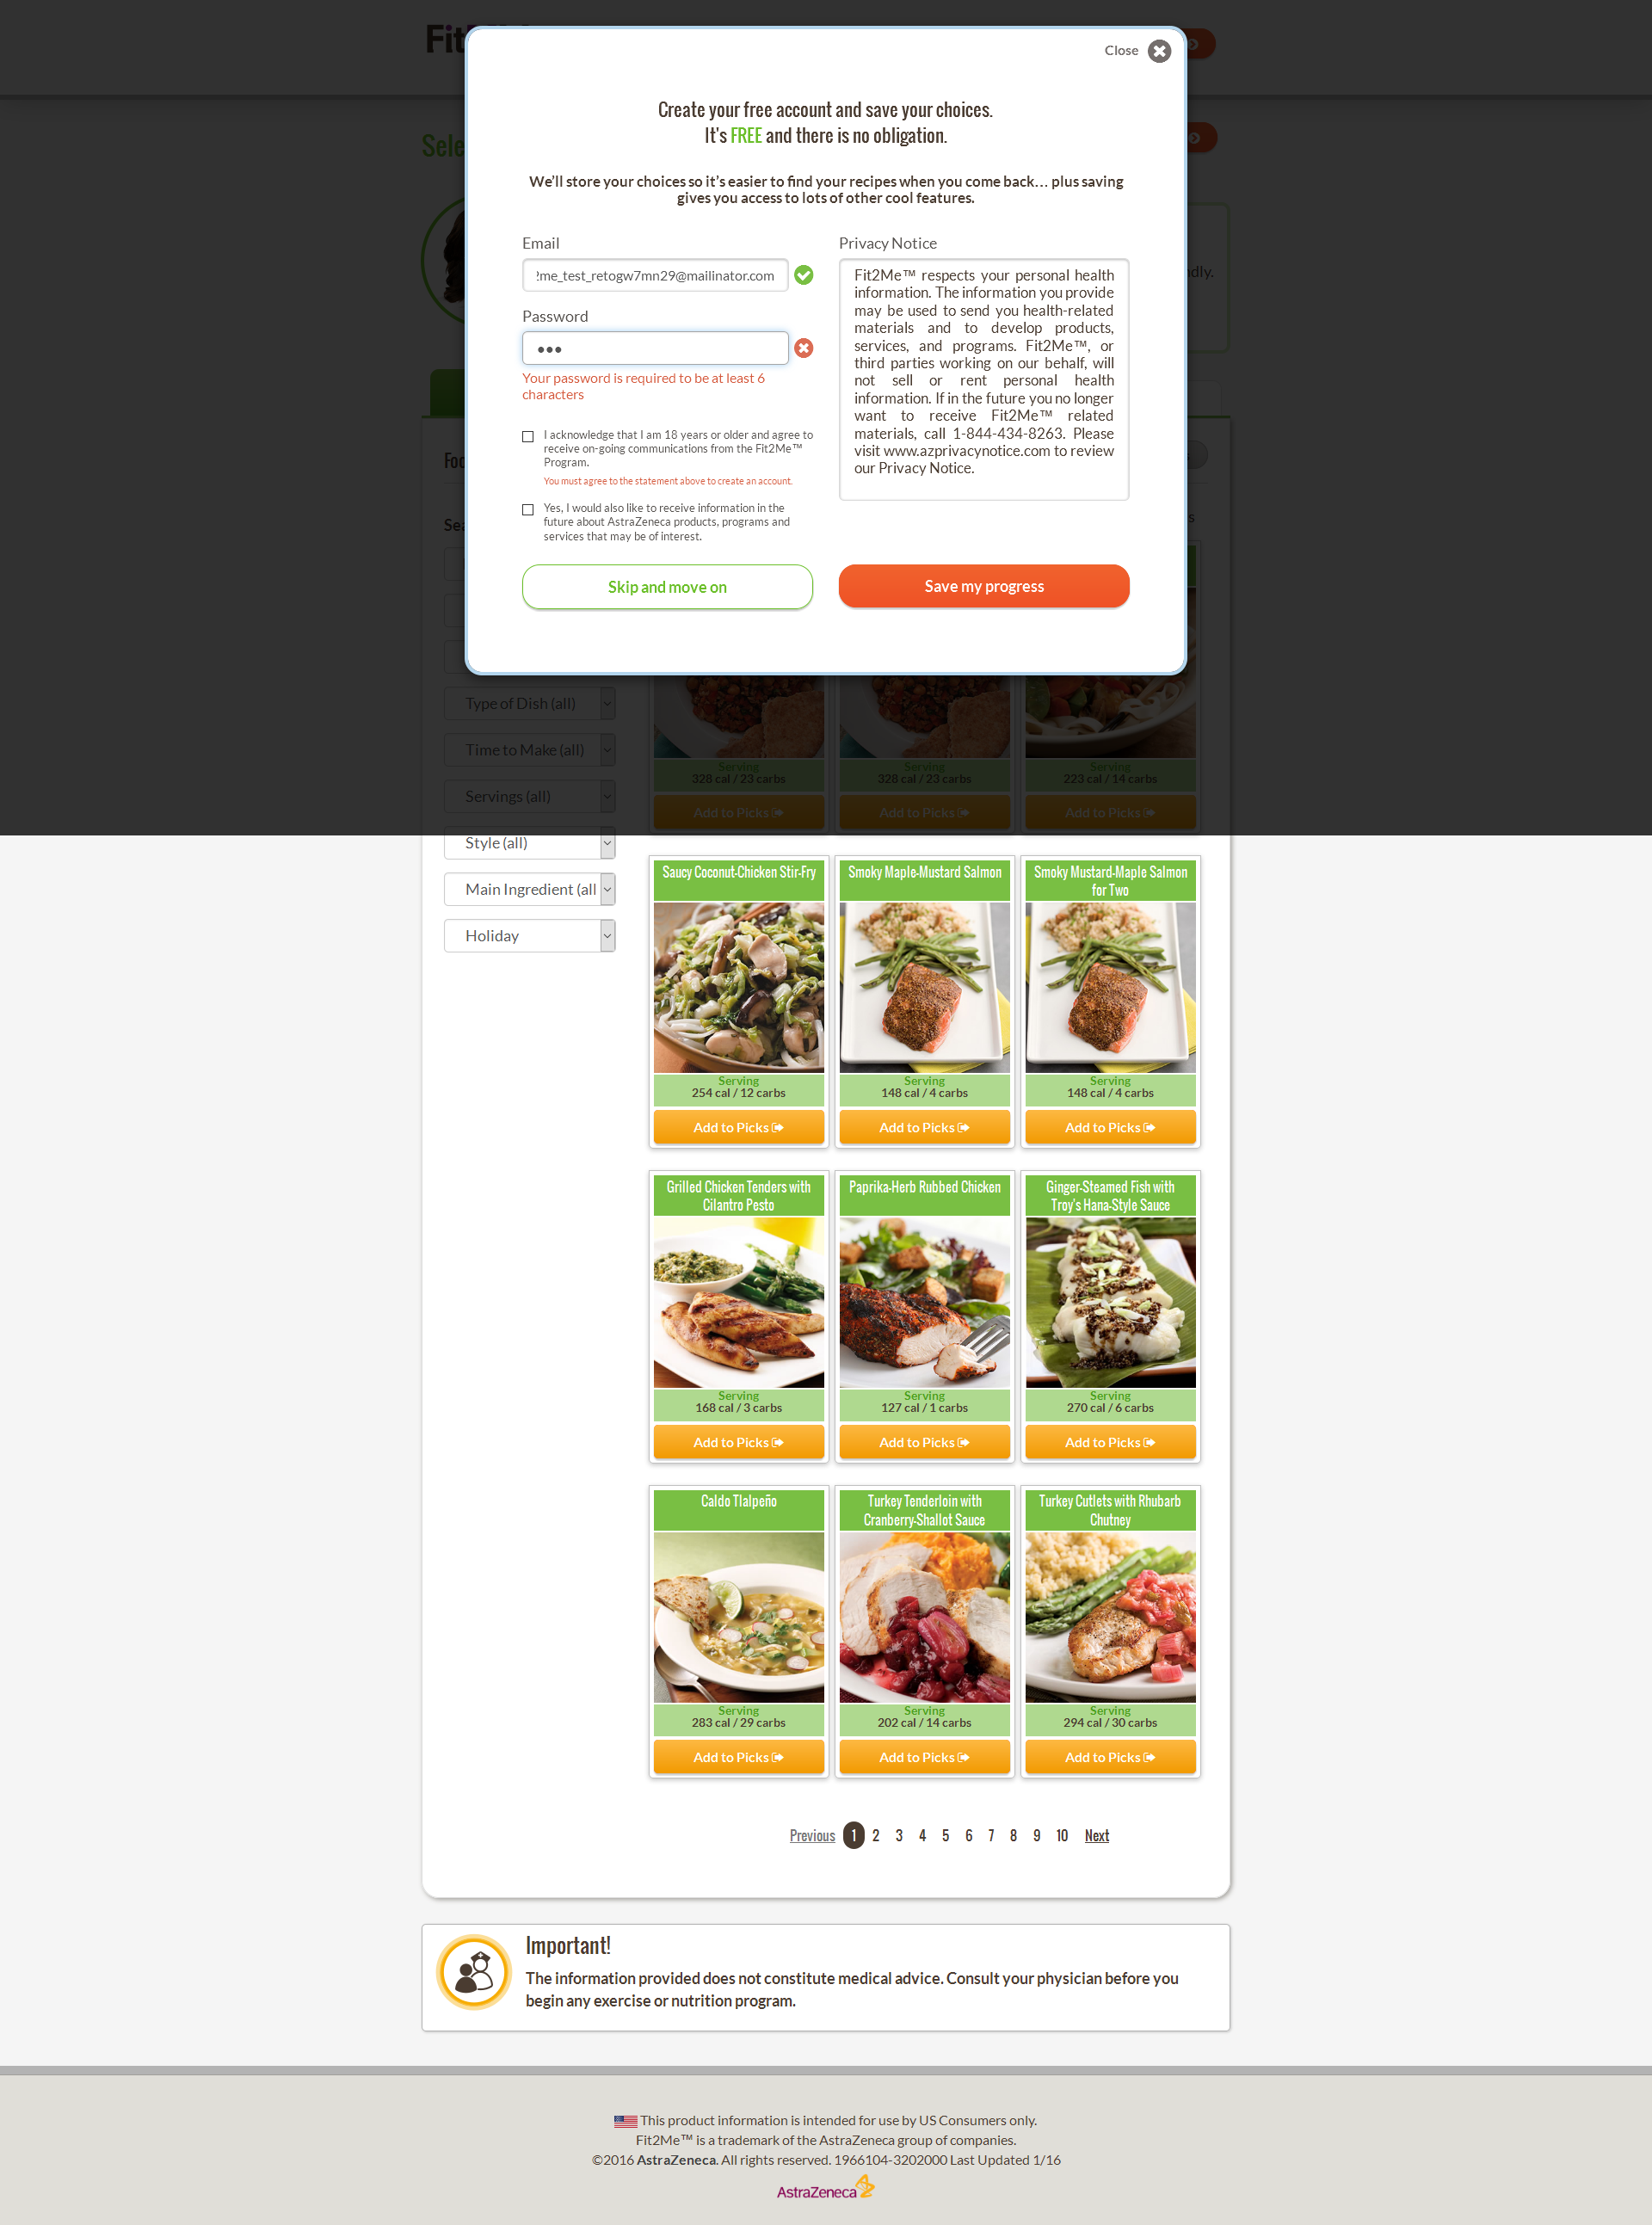 Fit
Close
Create your free account and save your choices.
It's FREE and there is no obligation.
We'll store your choices so it's easier to find your recipes when you come back… plus saving
gives you access to lots of other cool features.
Email
me_test_retogw7mn29@mailinator.com
Password
Your password is required to be at least 6
characters
I acknowledge that I am 18 years or older and agree to
receive on-going communications from the Fit2Me™
Program.
You must agree to the statement above to create an account.
Yes, I would also like to receive information in the
future about AstraZeneca products, programs and
services that may be of interest.
Privacy Notice
Fit2Me™ respects your personal health
information. The information you provide
may be used to send you health-related
materials and to develop products,
services, and programs. Fit2Me™, or
third parties working on our behalf, will
not sell or rent personal health
information. If in the future you no longer
want to receive Fit2Me™ related
materials, call 1-844-434-8263. Please
visit www.azprivacynotice.com to review
our Privacy Notice.
Skip and move on
Save my progress
Type of Dish (all)
Time to Make (all)
Servings (all)
Style (all)
Main Ingredient (all
Holiday
Serving
328 cal / 23 carbs
Add to Picks
Serving
328 cal / 23 carbs
Add to Picks
Serving
223 cal / 14 carbs
Add to Picks
Saucy Coconut-Chicken Stir-Fry
Serving
254 cal / 12 carbs
Add to Picks
Smoky Maple-Mustard Salmon
Serving
148 cal / 4 carbs
Add to Picks
Smoky Mustard-Maple Salmon
for Two
Serving
148 cal / 4 carbs
Add to Picks
Grilled Chicken Tenders with
Cilantro Pesto
Serving
168 cal / 3 carbs
Add to Picks
Paprika-Herb Rubbed Chicken
Serving
127 cal / 1 carbs
Add to Picks
Ginger-Steamed Fish with
Troy's Hana-Style Sauce
Serving
270 cal / 6 carbs
Add to Picks
Caldo Tlalpeño
Serving
283 cal / 29 carbs
Add to Picks
Turkey Tenderloin with
Cranberry-Shallot Sauce
Serving
202 cal / 14 carbs
Add to Picks
Turkey Cutlets with Rhubarb
Chutney
Serving
294 cal / 30 carbs
Add to Picks
Previous 1 2 3 4 5 6 7 8 9 10 Next
Important!
The information provided does not constitute medical advice. Consult your physician before you
begin any exercise or nutrition program.
This product information is intended for use by US Consumers only.
Fit2Me™ is a trademark of the AstraZeneca group of companies.
©2016 AstraZeneca. All rights reserved. 1966104-3202000 Last Updated 1/16
AstraZeneca